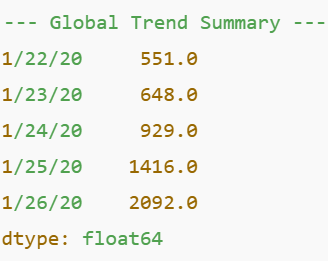 --- Global Trend Summary ---
1/22/20     551.0
1/23/20     648.0
1/24/20     929.0
1/25/20    1416.0
1/26/20    2092.0
dtype: float64